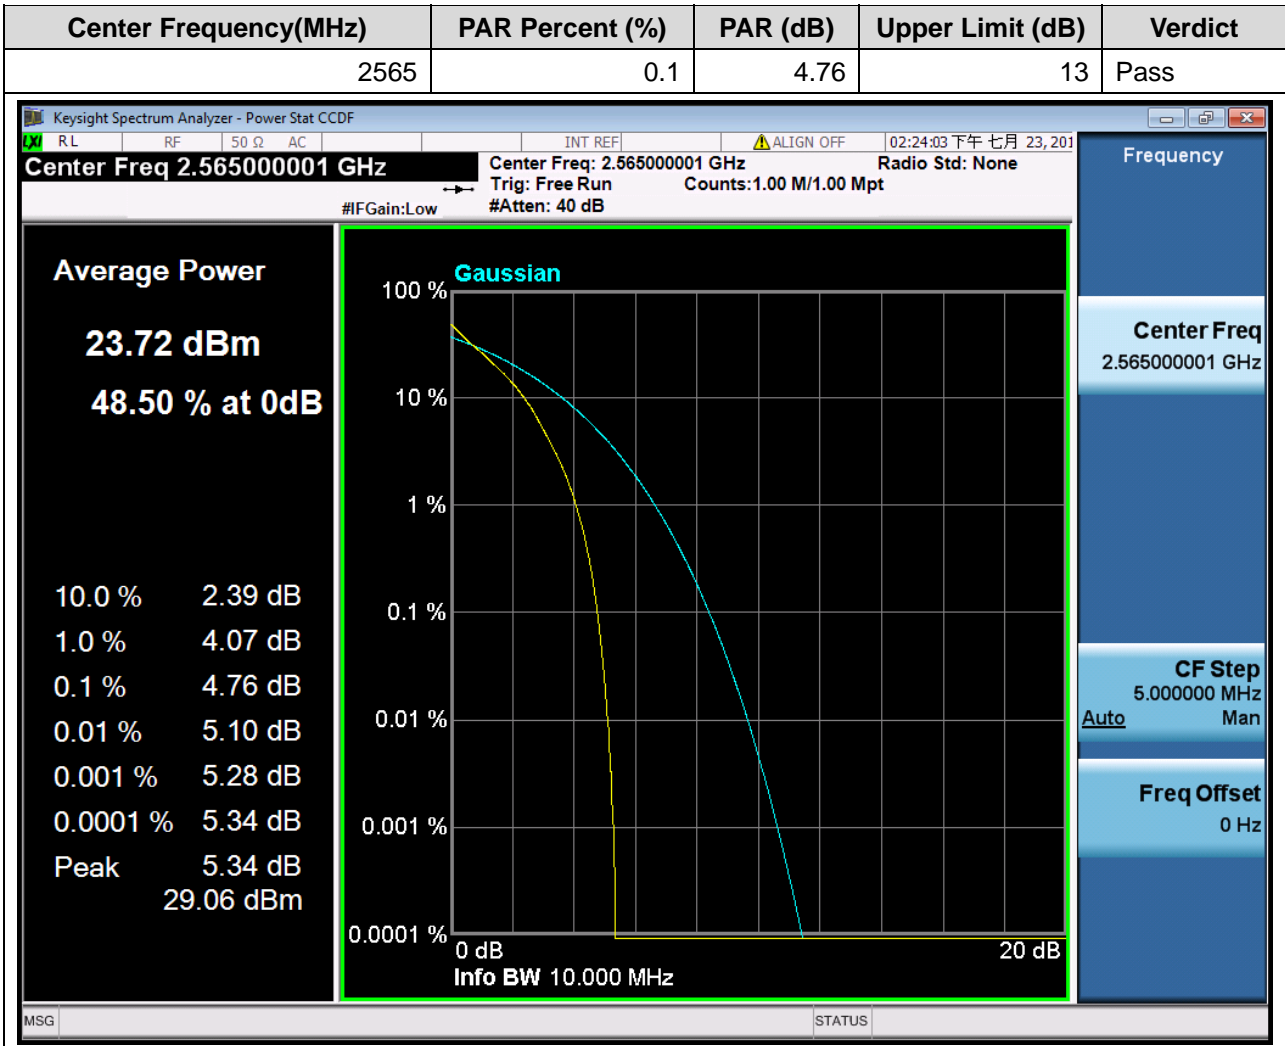 Center Frequency(MHz) PAR Percent (%) PAR (dB) Upper Limit (dB) Verdict
2565 0.1 4.76 13 Pass
Keysight Spectrum Analyzer - Power Stat CCDF
LXI RL RF 50 Ω AC INT REF ALIGN OFF 02:24:03 下午 七月 23, 201
Center Freq 2.565000001 GHz
#IFGain:Low
Center Freq: 2.565000001 GHz Radio Std: None
Trig: Free Run Counts:1.00 M/1.00 Mpt
#Atten: 40 dB
Average Power
23.72 dBm
48.50 % at 0dB
10.0 % 2.39 dB
1.0 % 4.07 dB
0.1 % 4.76 dB
0.01 % 5.10 dB
0.001 % 5.28 dB
0.0001 % 5.34 dB
Peak 5.34 dB
29.06 dBm
Gaussian
100 %
10 %
1 %
0.1 %
0.01 %
0.001 %
0.0001 %
0 dB 20 dB
Info BW 10.000 MHz
Frequency
Center Freq
2.565000001 GHz
CF Step
5.000000 MHz
Auto Man
Freq Offset
0 Hz
MSG STATUS